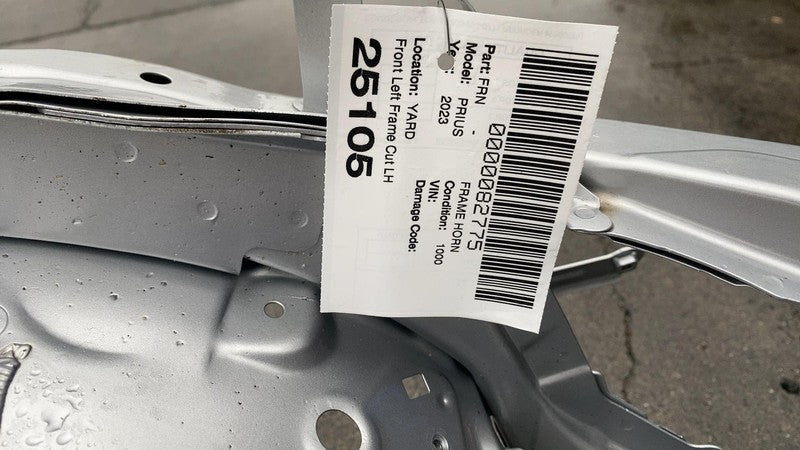 0000082775
Part: FRN - FRAME HORN
Model: PRIUS Condition: 1000
2023 VIN:
Damage Code:
Location: YARD
Front Left Frame Cut LH
25105